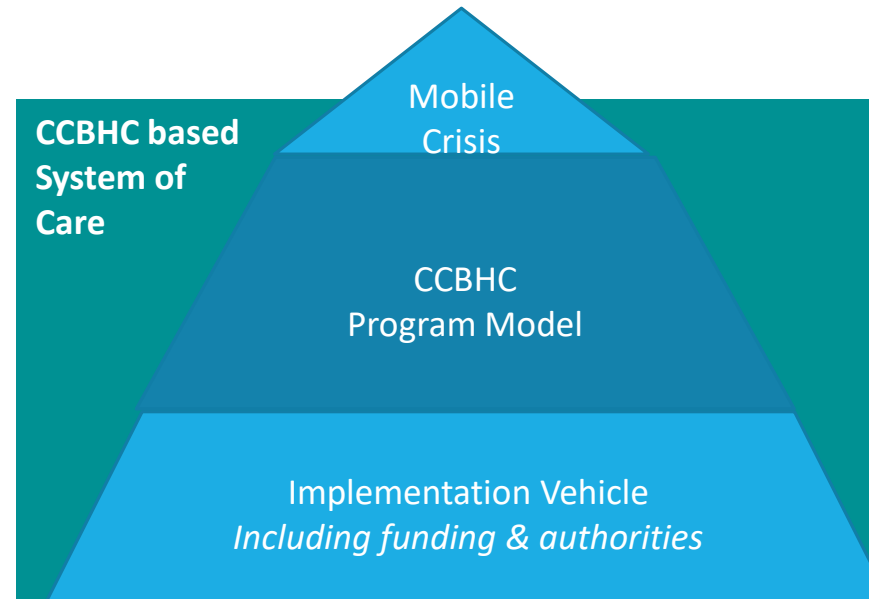 Mobile
Crisis
CCBHC based
System of
Care
CCBHC
Program Model
Implementation Vehicle
Including funding & authorities